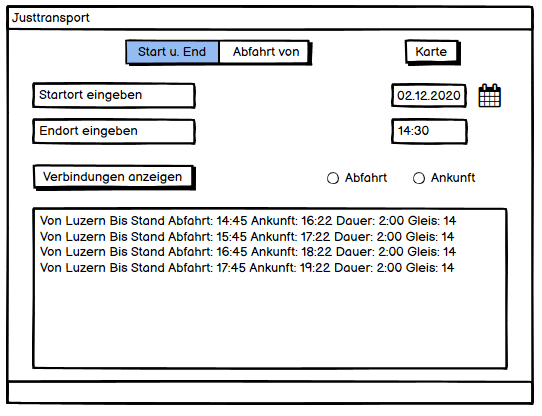 Justtransport
Start u. End Abfahrt von Karte
Startort eingeben 02.12.2020
Endort eingeben 14:30
Verbindungen anzeigen Abfahrt Ankunft
Von Luzern Bis Stand Abfahrt: 14:45 Ankunft: 16:22 Dauer: 2:00 Gleis: 14
Von Luzern Bis Stand Abfahrt: 15:45 Ankunft: 17:22 Dauer: 2:00 Gleis: 14
Von Luzern Bis Stand Abfahrt: 16:45 Ankunft: 18:22 Dauer: 2:00 Gleis: 14
Von Luzern Bis Stand Abfahrt: 17:45 Ankunft: 19:22 Dauer: 2:00 Gleis: 14